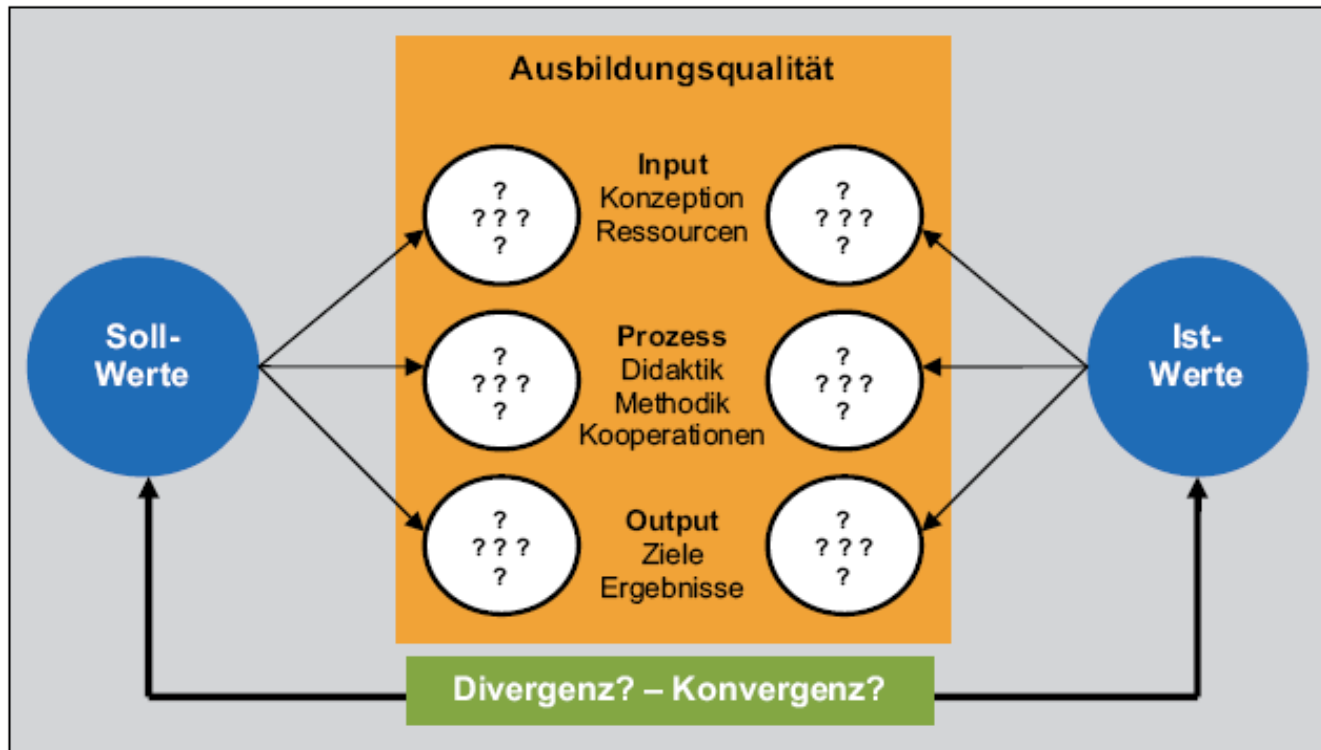 Ausbildungsqualität
?
? ? ?
?
Input
Konzeption
Ressourcen
?
? ? ?
?
Soll-
Werte
?
? ? ?
?
Prozess
Didaktik
Methodik
Kooperationen
?
? ? ?
?
Ist-
Werte
?
? ? ?
?
Output
Ziele
Ergebnisse
?
? ? ?
?
Divergenz? – Konvergenz?